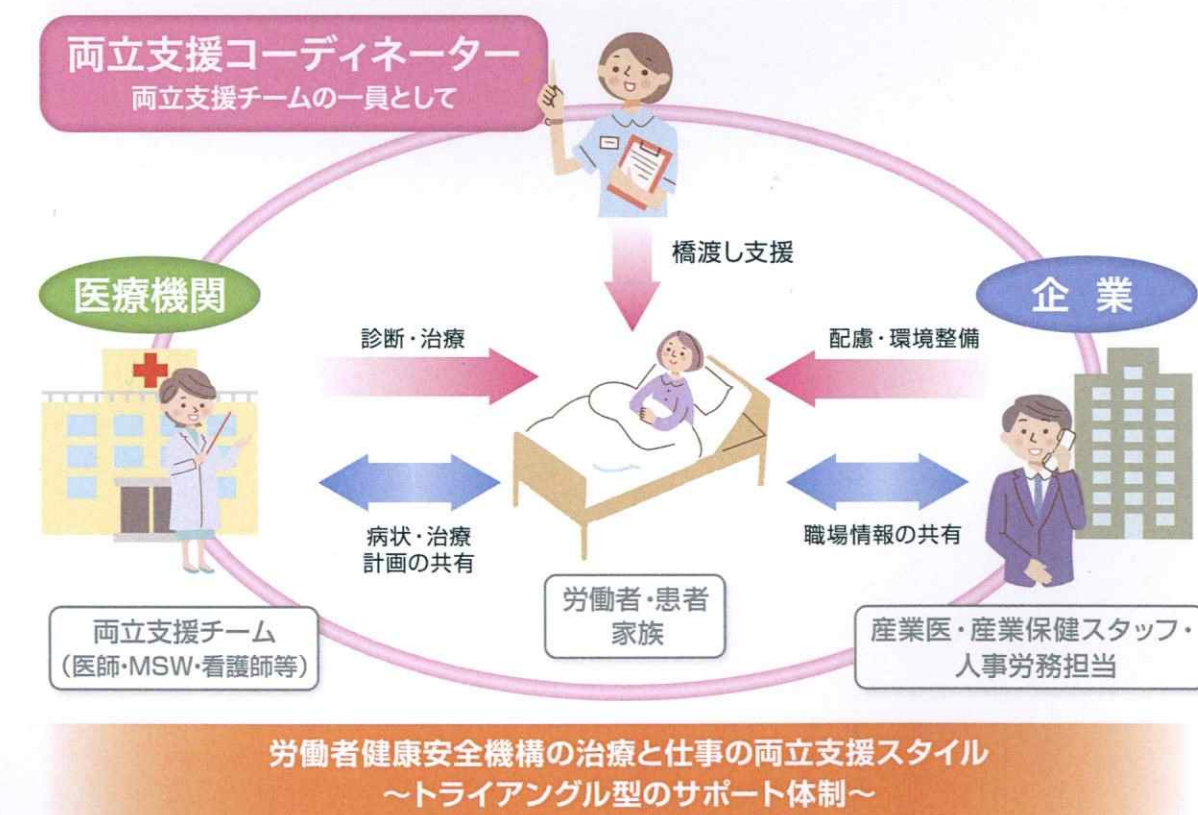 両立支援コーディネーター
両立支援チームの一員として
橋渡し支援
医療機関
企業
診断・治療
配慮・環境整備
病状・治療
計画の共有
職場情報の共有
両立支援チーム
(医師・MSW・看護師等)
労働者・患者
家族
産業医・産業保健スタッフ・
人事労務担当
労働者健康安全機構の治療と仕事の両立支援スタイル
～トライアングル型のサポート体制～